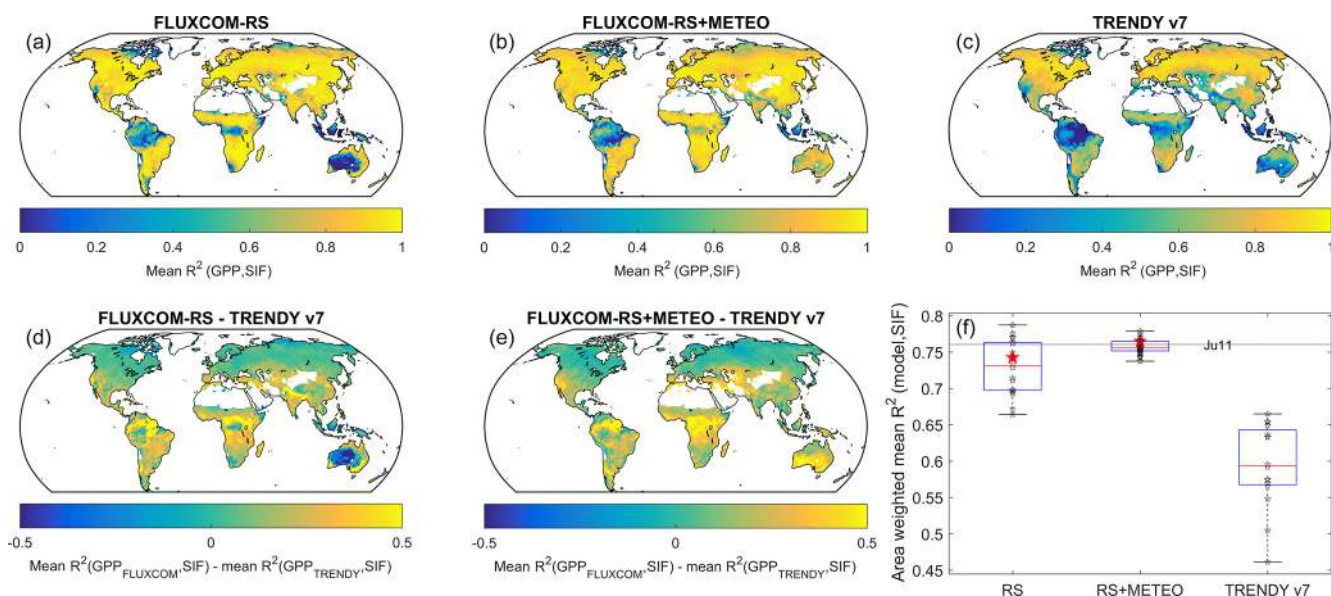 FLUXCOM-RS
FLUXCOM-RS+METEO
TRENDY v7
(a)
(b)
(c)
0 0.2 0.4 0.6 0.8 1
0 0.2 0.4 0.6 0.8 1
0 0.2 0.4 0.6 0.8 1
Mean R² (GPP,SIF)
Mean R² (GPP,SIF)
Mean R² (GPP,SIF)
FLUXCOM-RS - TRENDY v7
FLUXCOM-RS+METEO - TRENDY v7
(d)
(e)
(f)
-0.5 0 0.5
-0.5 0 0.5
Mean R²(GPP_FLUXCOM,SIF) - mean R²(GPP_TRENDY,SIF)
Mean R²(GPP_FLUXCOM,SIF) - mean R²(GPP_TRENDY,SIF)
Area weighted mean R² (model,SIF)
0.8
0.75
0.7
0.65
0.6
0.55
0.5
0.45
Ju11
RS RS+METEO TRENDY v7